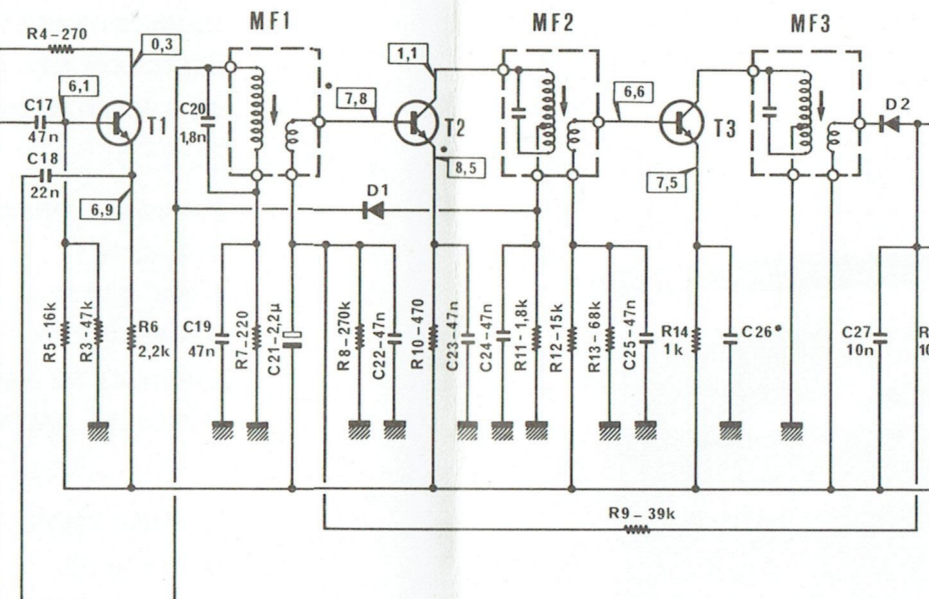 MF1
MF2
MF3
R4-270
0,3
1,1
6,1
7,8
6,6
C17
47n
T1
C20
1,8n
T2
T3
D2
C18
22n
8,5
7,5
6,9
D1
R5-16k
R3-47k
R6
2,2k
C19
47n
R7-220
C21-2,2µ
R8-270k
C22-47n
R10-470
C23-47n
C24-47n
R11-1,8k
R12-15k
R13-68k
C25-47n
R14
1k
C26*
C27
10n
R9-39k